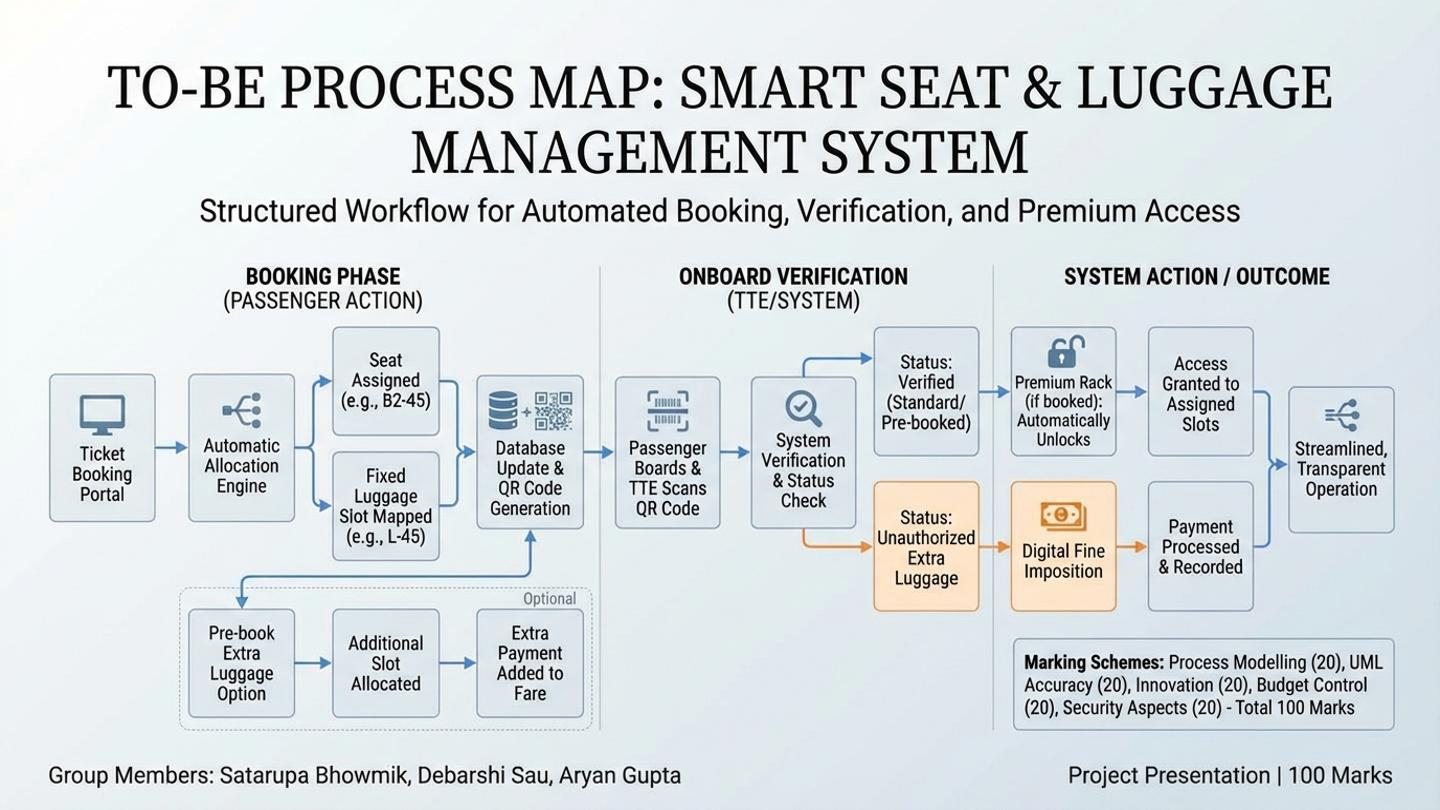 TO-BE PROCESS MAP: SMART SEAT & LUGGAGE
MANAGEMENT SYSTEM
Structured Workflow for Automated Booking, Verification, and Premium Access
BOOKING PHASE
(PASSENGER ACTION)
Ticket
Booking
Portal
Automatic
Allocation
Engine
Seat
Assigned
(e.g., B2-45)
Fixed
Luggage
Slot Mapped
(e.g., L-45)
Database
Update &
QR Code
Generation
Optional
Pre-book
Extra
Luggage
Option
Additional
Slot
Allocated
Extra
Payment
Added to
Fare
ONBOARD VERIFICATION
(TTE/SYSTEM)
Passenger
Boards &
TTE Scans
QR Code
System
Verification
& Status
Check
Status:
Verified
(Standard/
Pre-booked)
Status:
Unauthorized
Extra
Luggage
SYSTEM ACTION / OUTCOME
Premium Rack
(if booked):
Automatically
Unlocks
Access
Granted to
Assigned
Slots
Digital Fine
Imposition
Payment
Processed
& Recorded
Streamlined,
Transparent
Operation
Marking Schemes: Process Modelling (20), UML
Accuracy (20), Innovation (20), Budget Control
(20), Security Aspects (20) - Total 100 Marks
Group Members: Satarupa Bhowmik, Debarshi Sau, Aryan Gupta
Project Presentation | 100 Marks